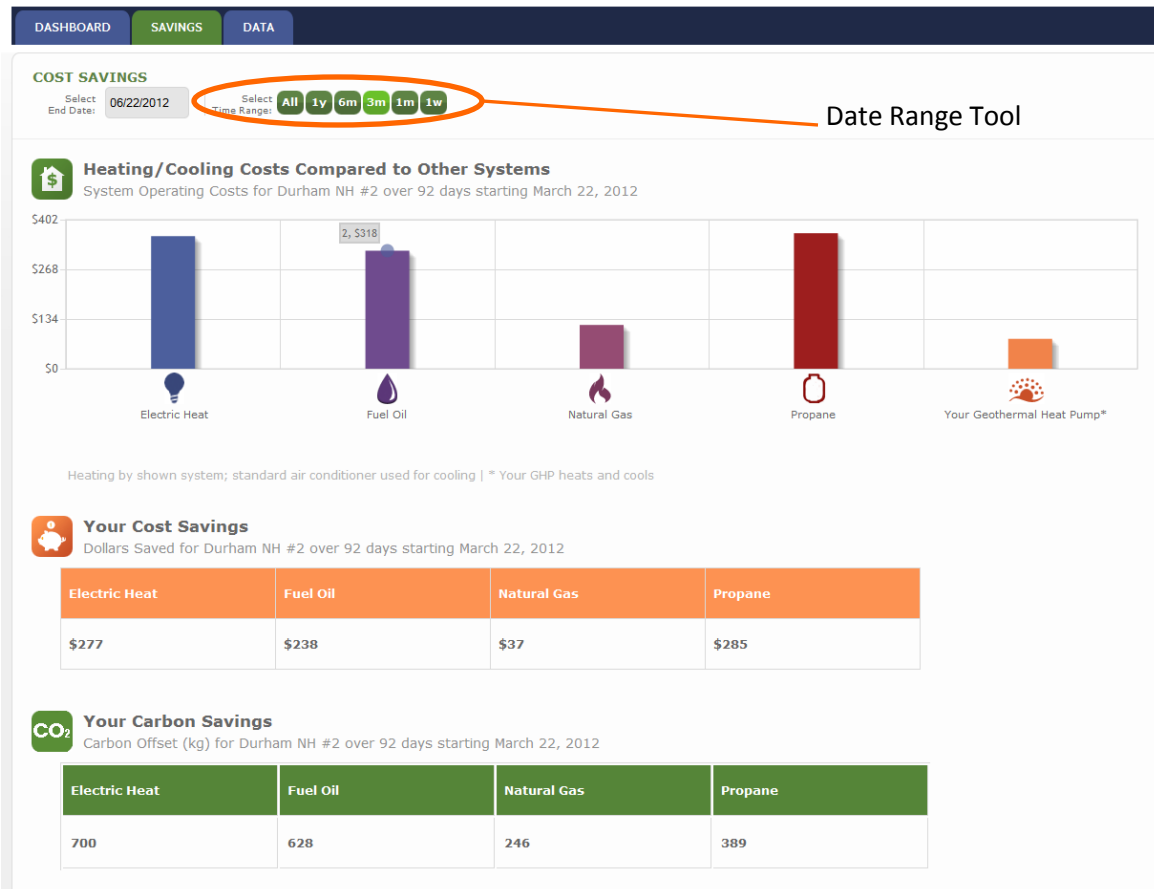 DASHBOARD SAVINGS DATA
COST SAVINGS
Select End Date: 06/22/2012 Select Time Range: All 1y 6m 3m 1m 1w
Date Range Tool
$
Heating/Cooling Costs Compared to Other Systems
System Operating Costs for Durham NH #2 over 92 days starting March 22, 2012
$402
2, $318
$268
$134
$0
Electric Heat Fuel Oil Natural Gas Propane Your Geothermal Heat Pump*
Heating by shown system; standard air conditioner used for cooling | * Your GHP heats and cools
Your Cost Savings
Dollars Saved for Durham NH #2 over 92 days starting March 22, 2012
Electric Heat Fuel Oil Natural Gas Propane
$277 $238 $37 $285
CO₂
Your Carbon Savings
Carbon Offset (kg) for Durham NH #2 over 92 days starting March 22, 2012
Electric Heat Fuel Oil Natural Gas Propane
700 628 246 389